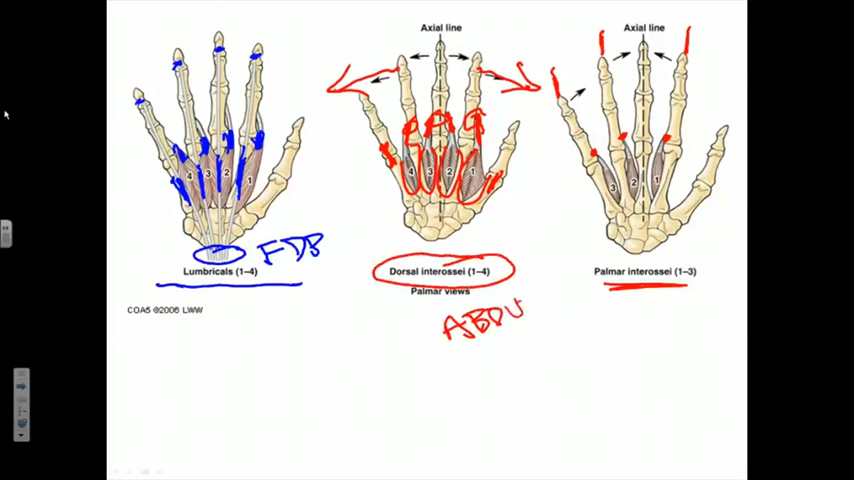 Axial line
Axial line
4 3 2 1
4 3 2 1
3 2 1
FDP
Lumbricals (1–4)
Dorsal interossei (1–4)
Palmar interossei (1–3)
Palmar views
COA5 ©2006 LWW
ABDU